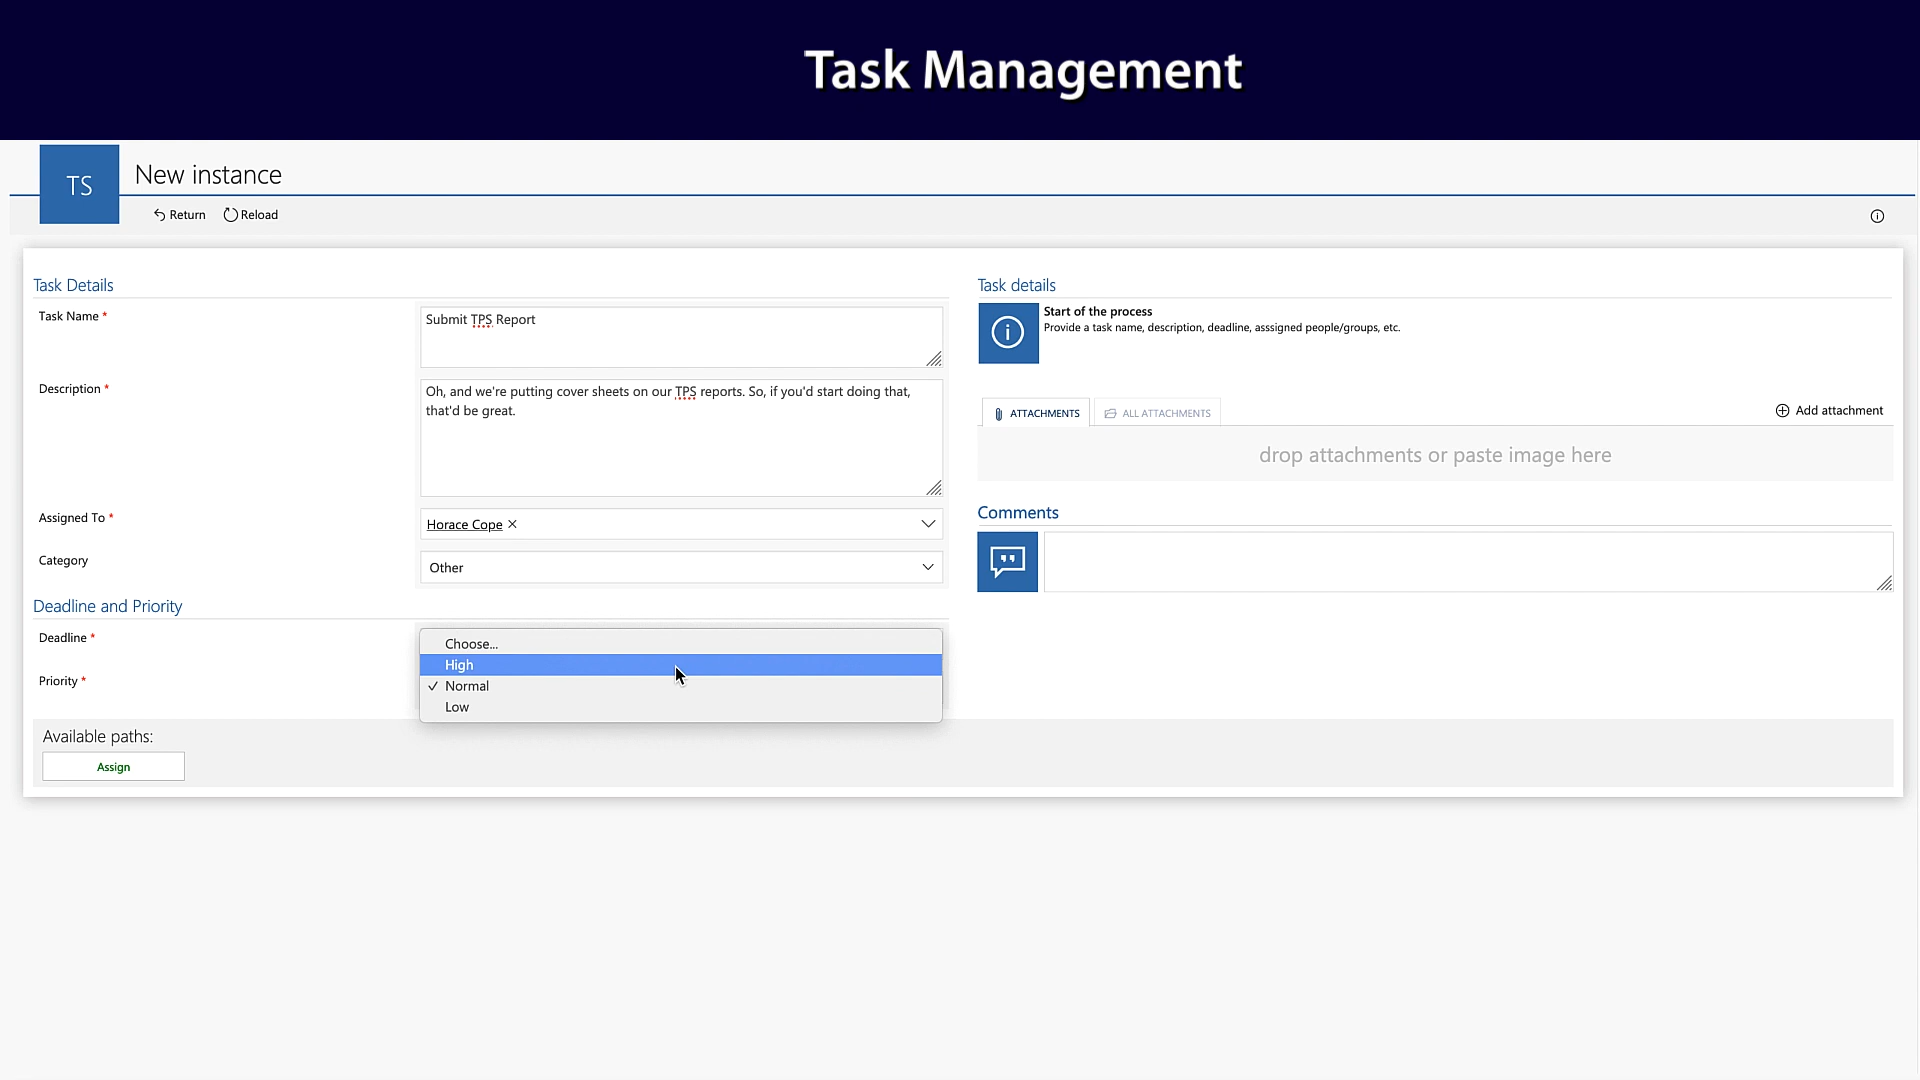 Task Management
TS
New instance
Return
Reload
Task Details
Task Name *
Submit TPS Report
Description *
Oh, and we're putting cover sheets on our TPS reports. So, if you'd start doing that,
that'd be great.
Assigned To *
Horace Cope ×
Category
Other
Deadline and Priority
Deadline *
Priority *
Choose...
High
✓ Normal
Low
Available paths:
Assign
Task details
Start of the process
Provide a task name, description, deadline, asssigned people/groups, etc.
ATTACHMENTS
ALL ATTACHMENTS
Add attachment
drop attachments or paste image here
Comments